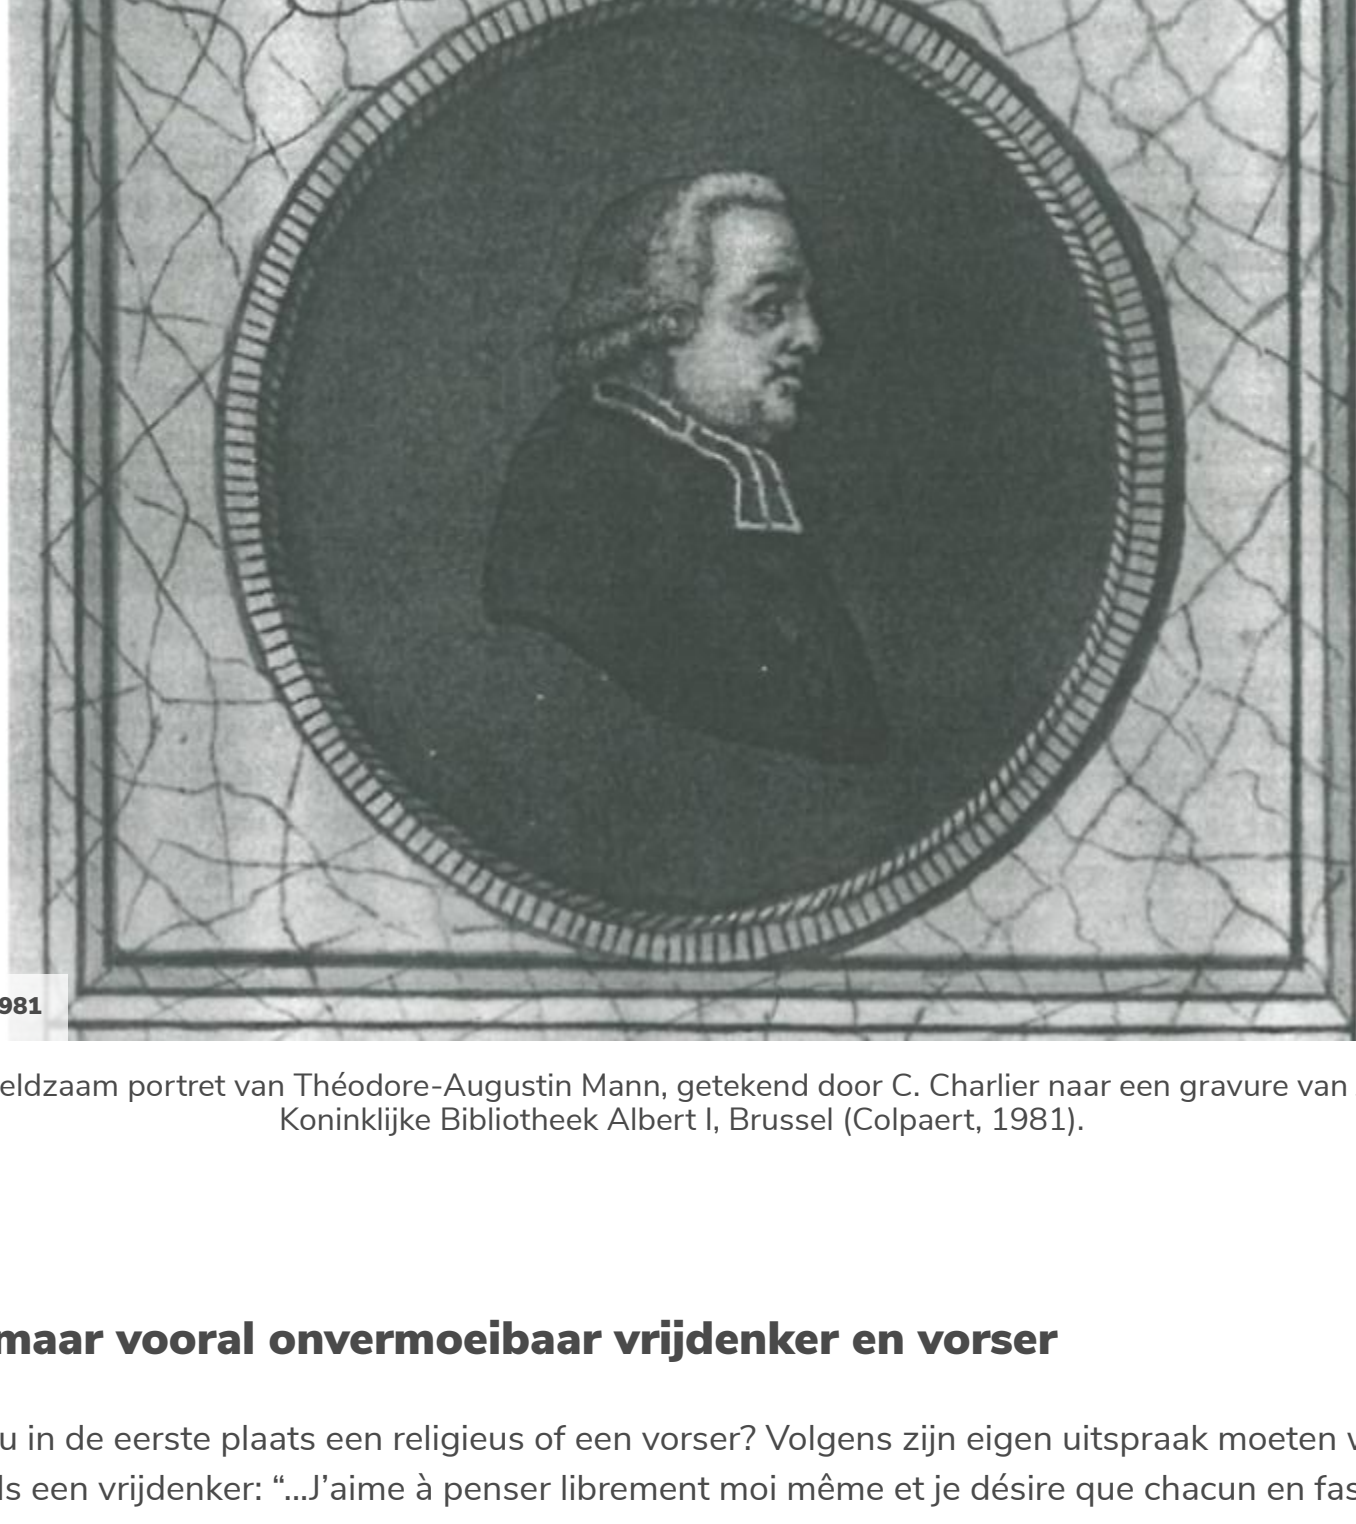 981
eldzaam portret van Théodore-Augustin Mann, getekend door C. Charlier naar een gravure van
Koninklijke Bibliotheek Albert I, Brussel (Colpaert, 1981).
maar vooral onvermoeibaar vrijdenker en vorser
u in de eerste plaats een religieus of een vorser? Volgens zijn eigen uitspraak moeten
ls een vrijdenker: “...J’aime à penser librement moi même et je désire que chacun en fas